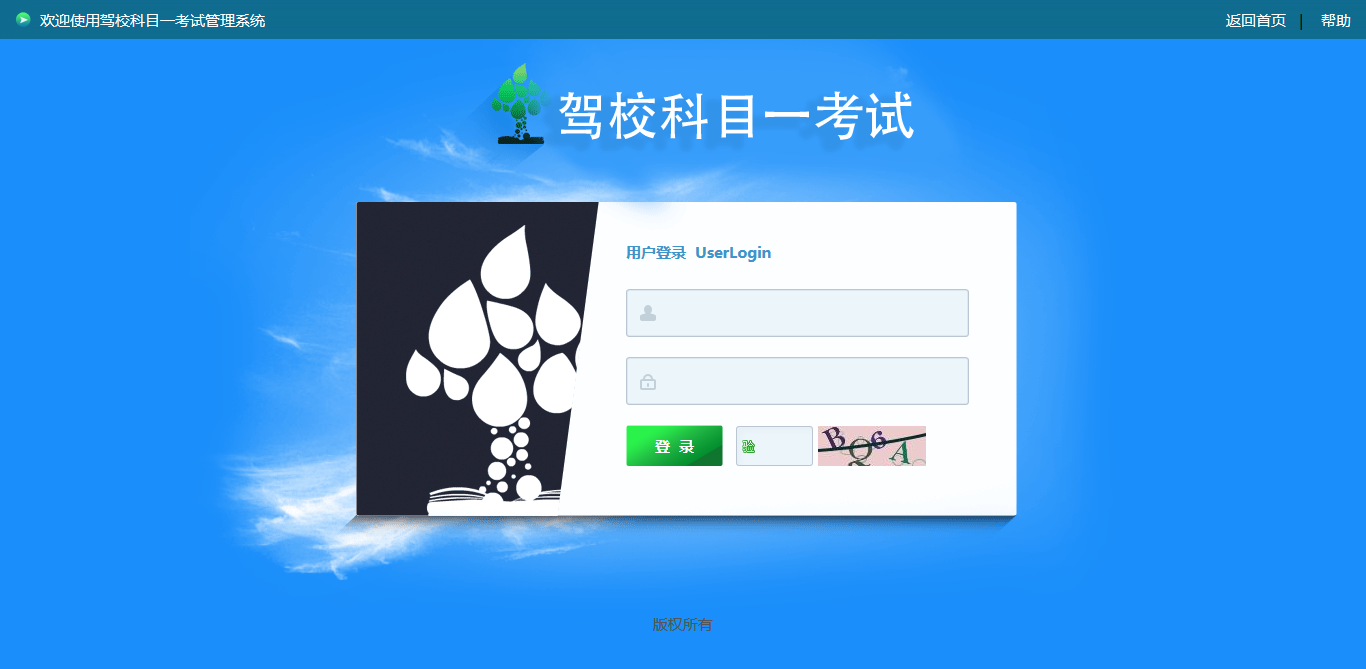 欢迎使用驾校科目一考试管理系统
返回首页 | 帮助
驾校科目一考试
用户登录 UserLogin
登 录
验
BQ6A
版权所有